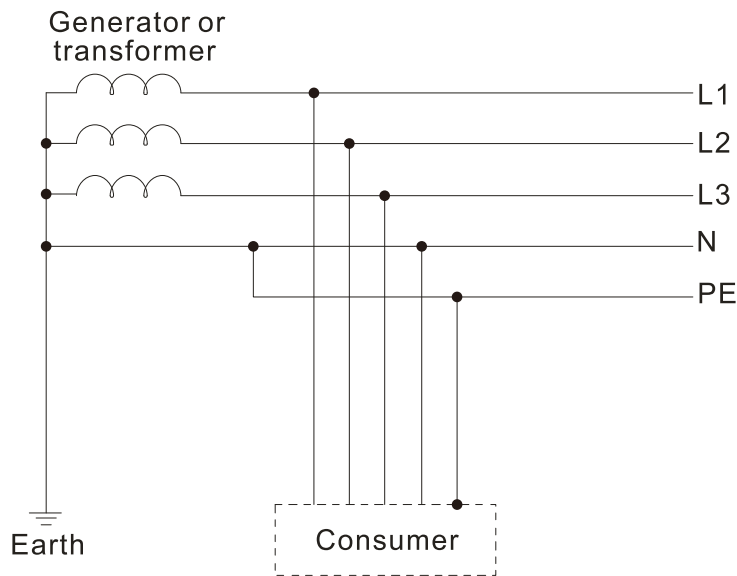 Generator or
transformer
L1
L2
L3
N
PE
Earth
Consumer